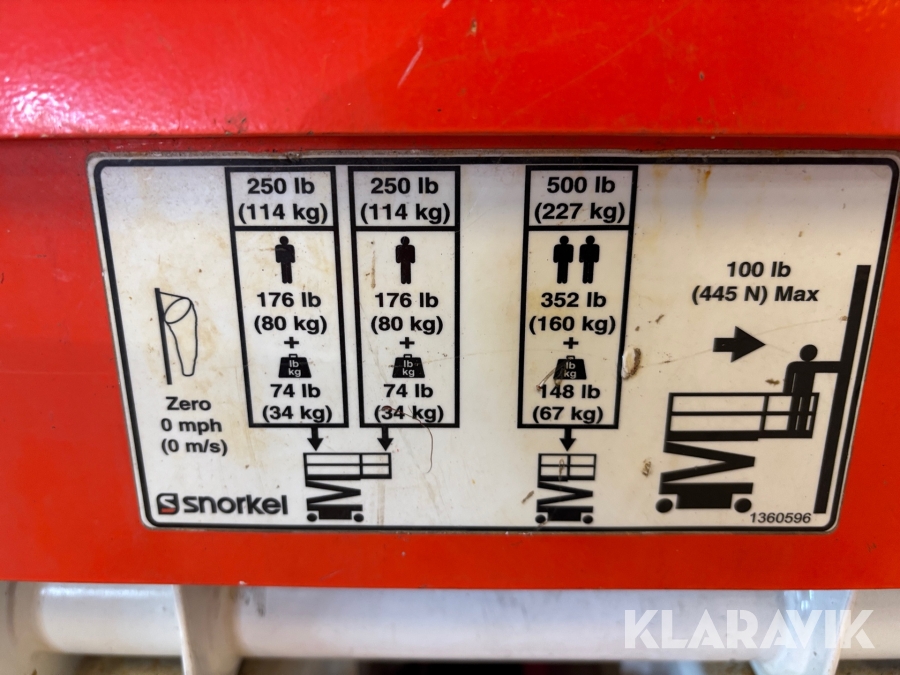 Zero
0 mph
(0 m/s)
250 lb
(114 kg)
176 lb
(80 kg)
+
lb
kg
74 lb
(34 kg)
250 lb
(114 kg)
176 lb
(80 kg)
+
lb
kg
74 lb
(34 kg)
500 lb
(227 kg)
352 lb
(160 kg)
+
lb
kg
148 lb
(67 kg)
100 lb
(445 N) Max
snorkel
1360596
KLARAVIK